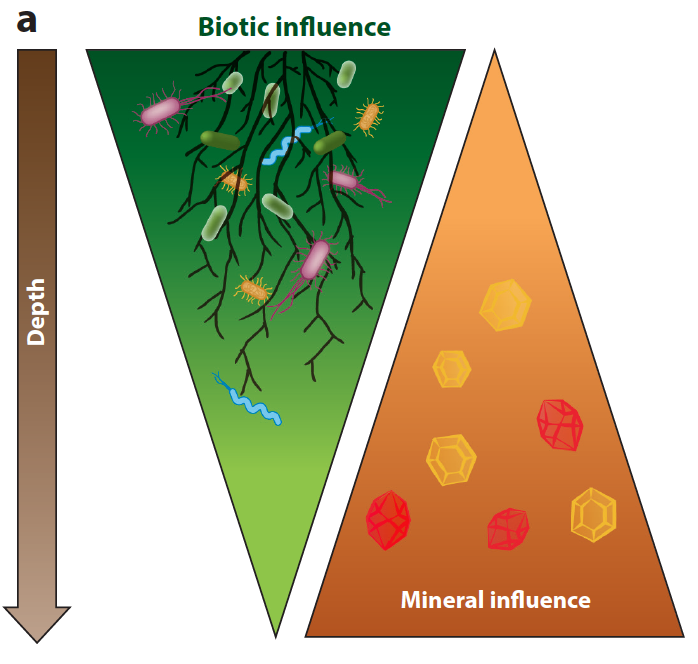 a
Biotic influence
Depth
Mineral influence